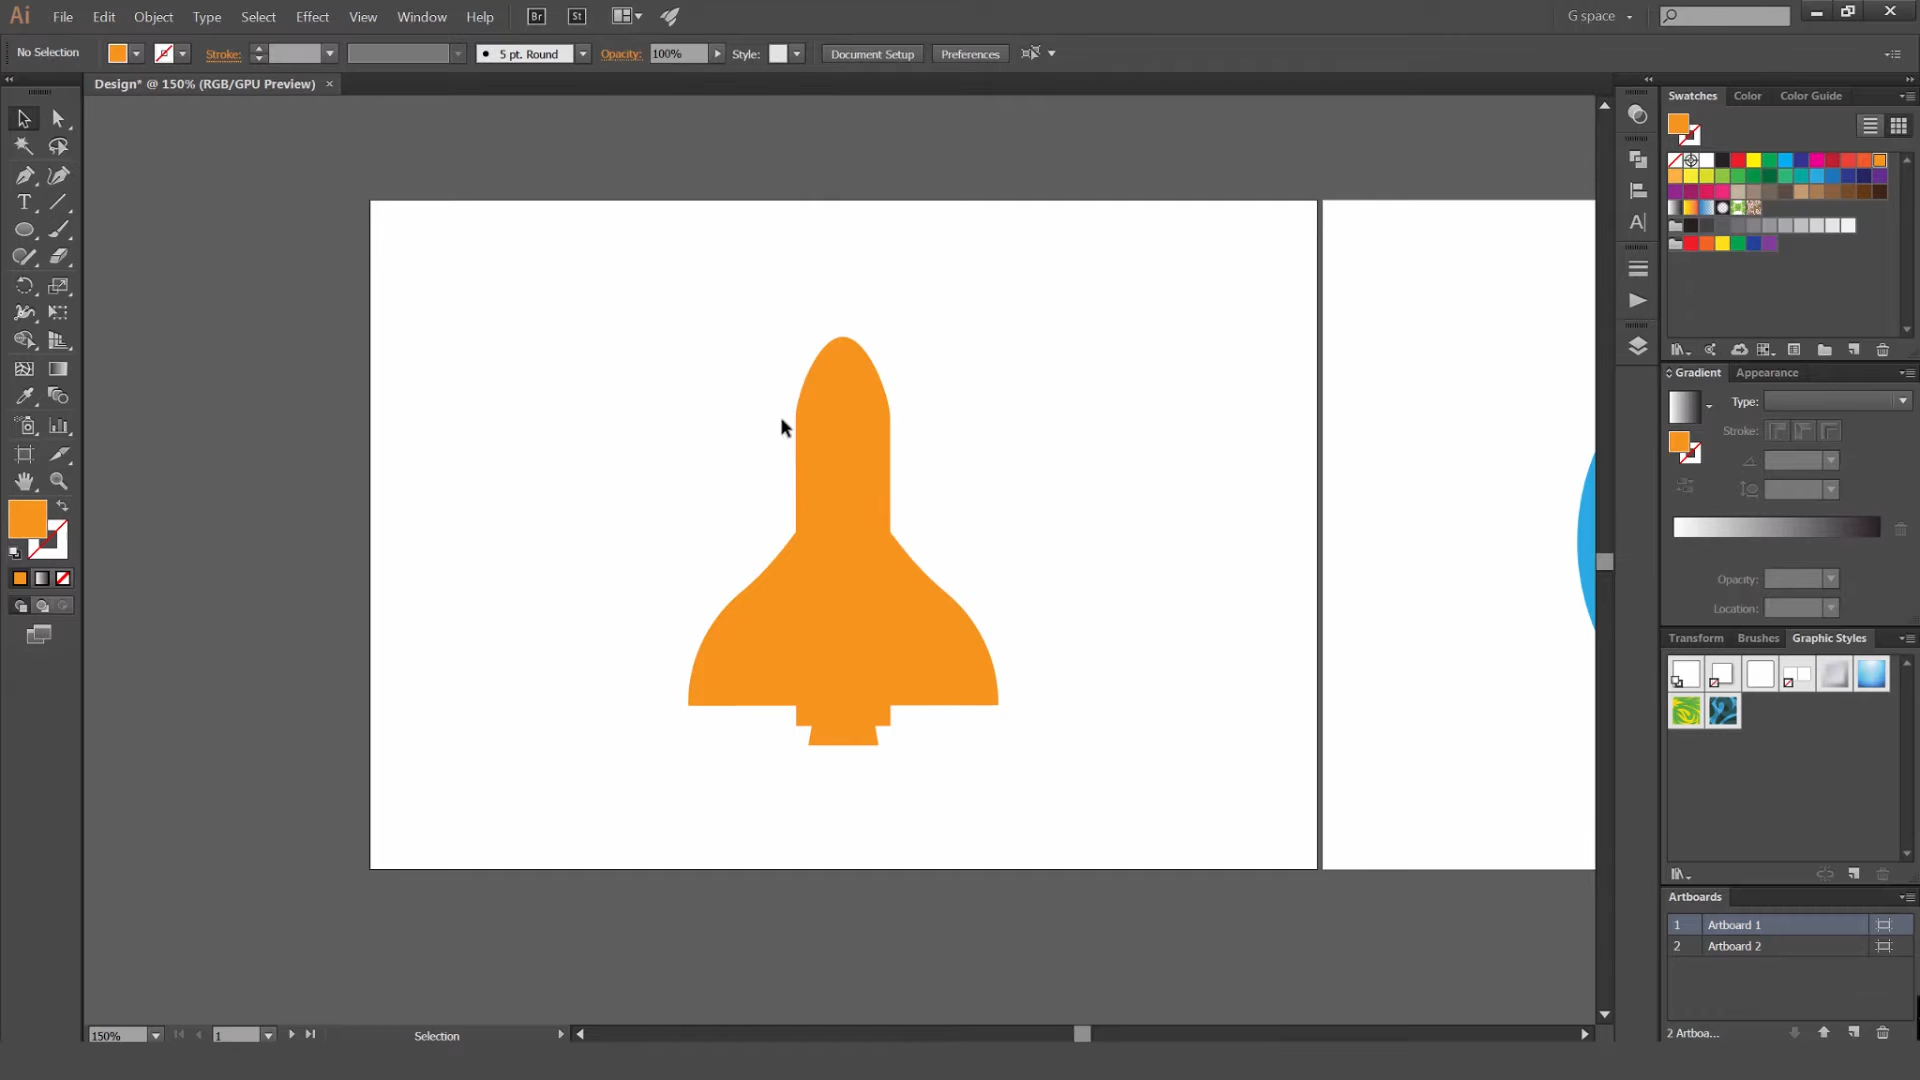 Ai File Edit Object Type Select Effect View Window Help Br St G space
No Selection Stroke: 5 pt. Round Opacity: 100% Style: Document Setup Preferences
Design* @ 150% (RGB/GPU Preview) ×
Swatches Color Color Guide
Gradient Appearance
Type:
Stroke:
Opacity:
Location:
Transform Brushes Graphic Styles
Artboards
1 Artboard 1
2 Artboard 2
150% 1 Selection 2 Artboa...